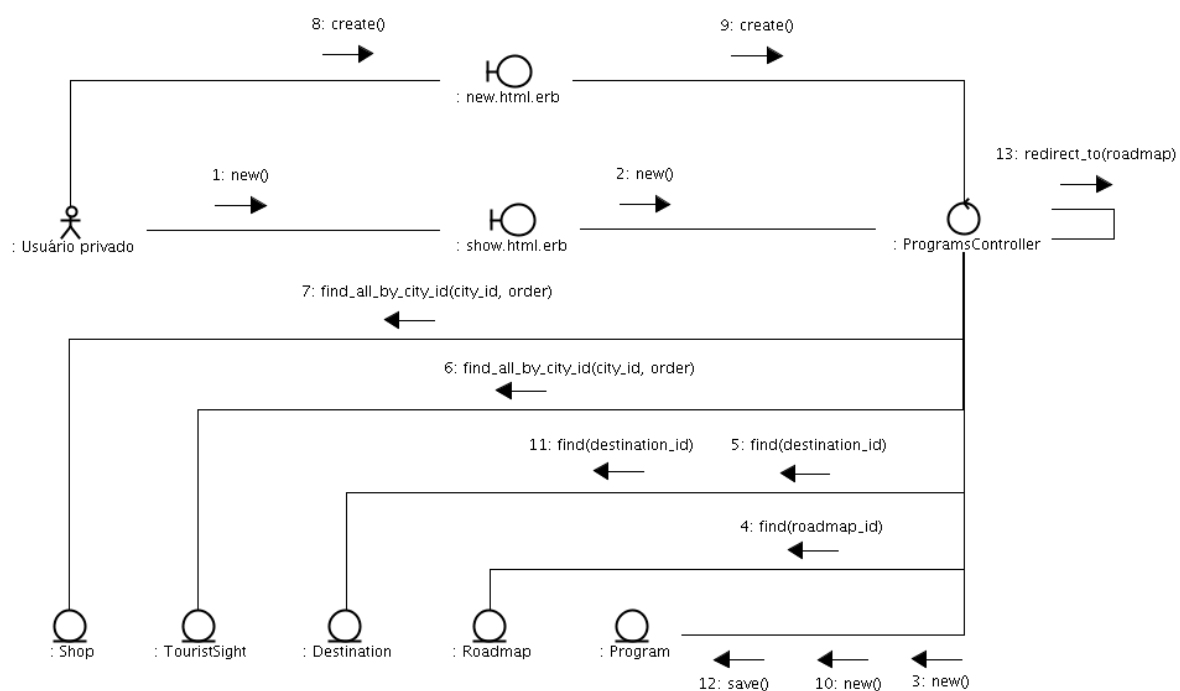 8: create()
9: create()
: new.html.erb
13: redirect_to(roadmap)
1: new()
2: new()
: Usuário privado
: show.html.erb
: ProgramsController
7: find_all_by_city_id(city_id, order)
6: find_all_by_city_id(city_id, order)
11: find(destination_id)
5: find(destination_id)
4: find(roadmap_id)
: Shop
: TouristSight
: Destination
: Roadmap
: Program
12: save()
10: new()
3: new()